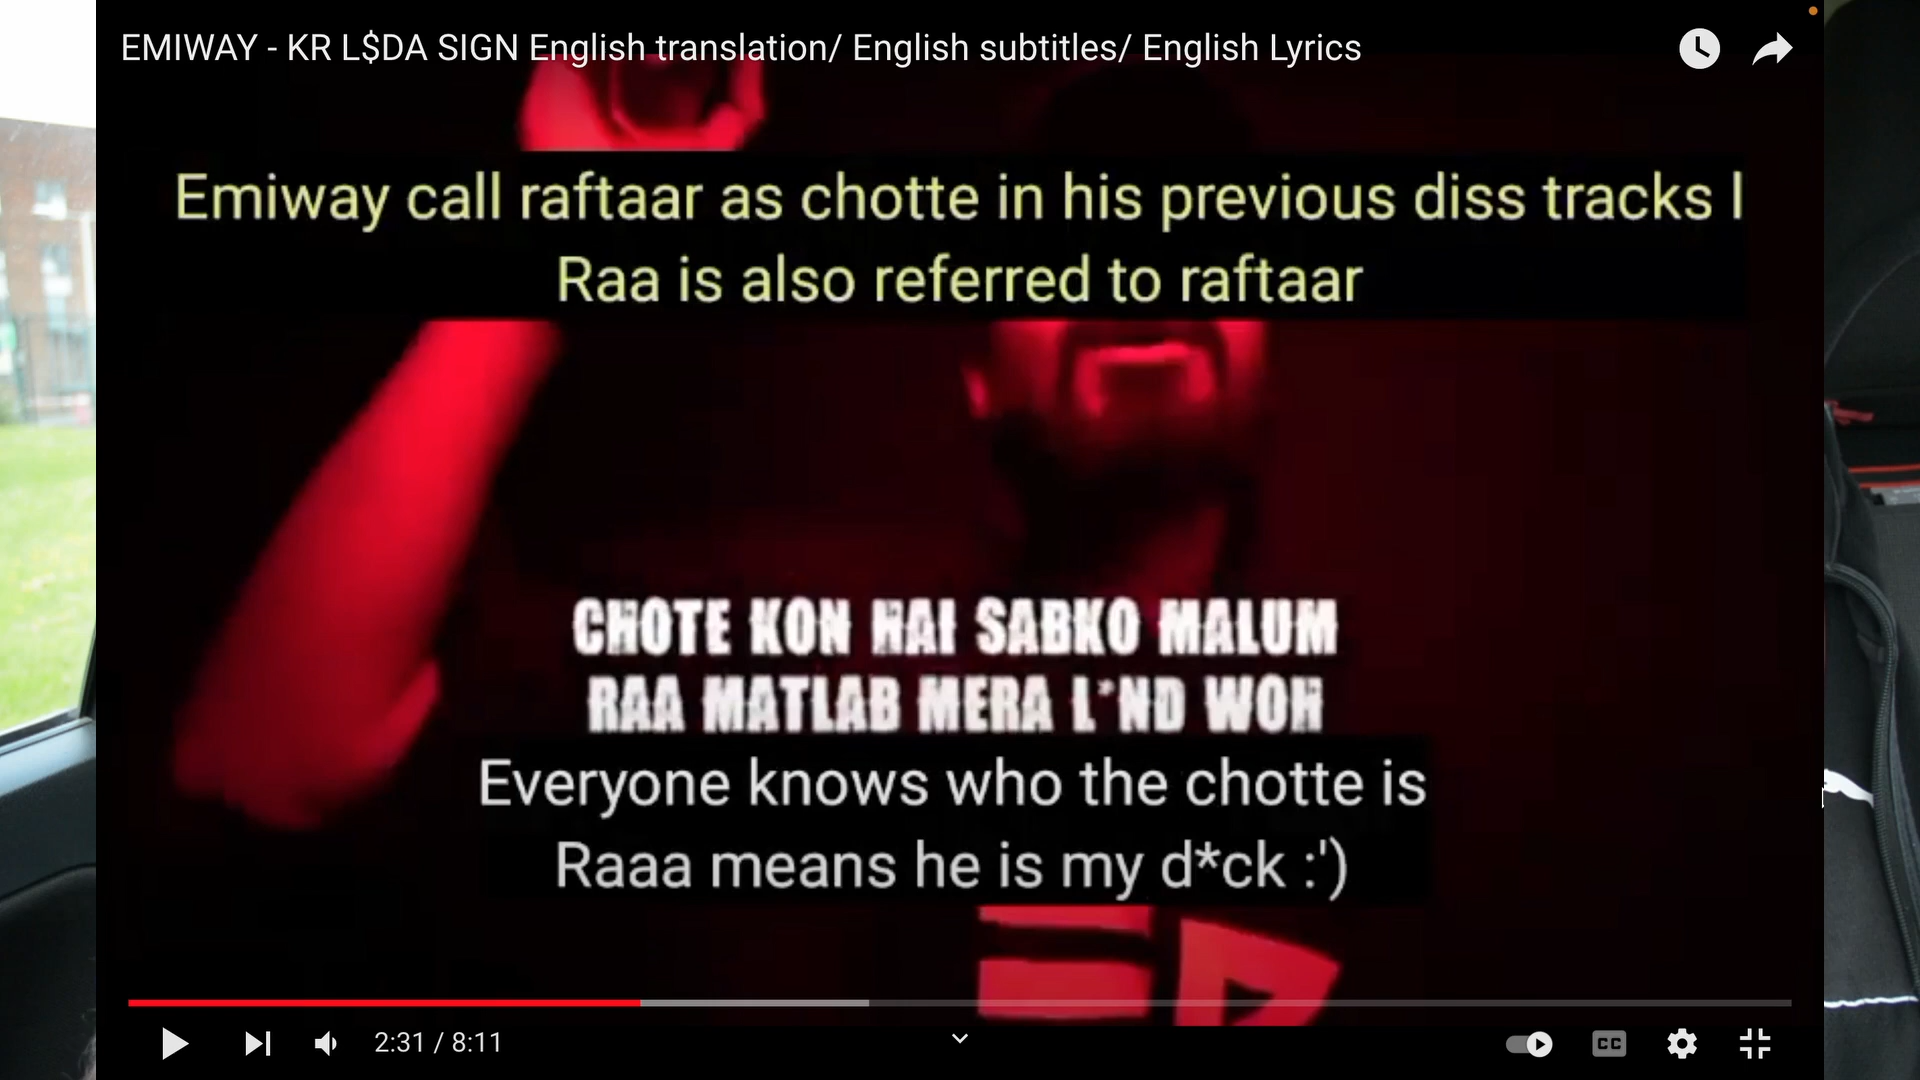 EMIWAY - KR L$DA SIGN English translation/ English subtitles/ English Lyrics
Emiway call raftaar as chotte in his previous diss tracks l
Raa is also referred to raftaar
CHOTE KON HAI SABKO MALUM
RAA MATLAB MERA L*ND WOH
Everyone knows who the chotte is
Raaa means he is my d*ck :')
2:31 / 8:11
CC